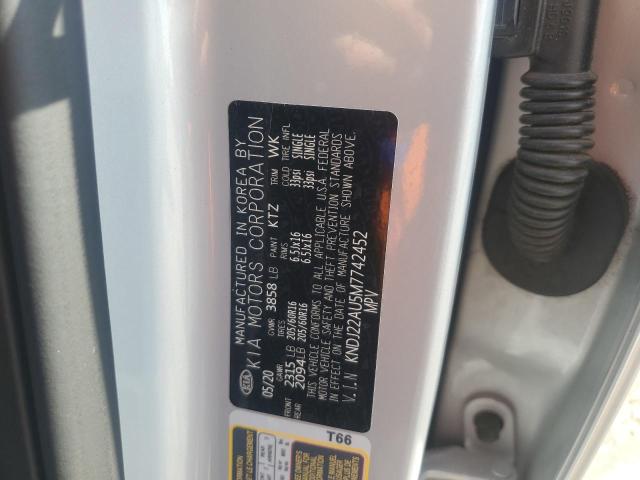 MANUFACTURED IN KOREA BY
KIA KIA MOTORS CORPORATION
05/20 GVWR 3858 LB PAINT KTZ TRIM WK
GAWR TIRES RIMS COLD TIRE INFL
FRONT 2315 LB 205/60R16 6.5Jx16 33psi SINGLE
REAR 2094 LB 205/60R16 6.5Jx16 33psi SINGLE
THIS VEHICLE CONFORMS TO ALL APPLICABLE U.S.A. FEDERAL
MOTOR VEHICLE SAFETY AND THEFT PREVENTION STANDARDS
IN EFFECT ON THE DATE OF MANUFACTURE SHOWN ABOVE.
V.I.N KNDJ22AU5M7742452
MPV
T66